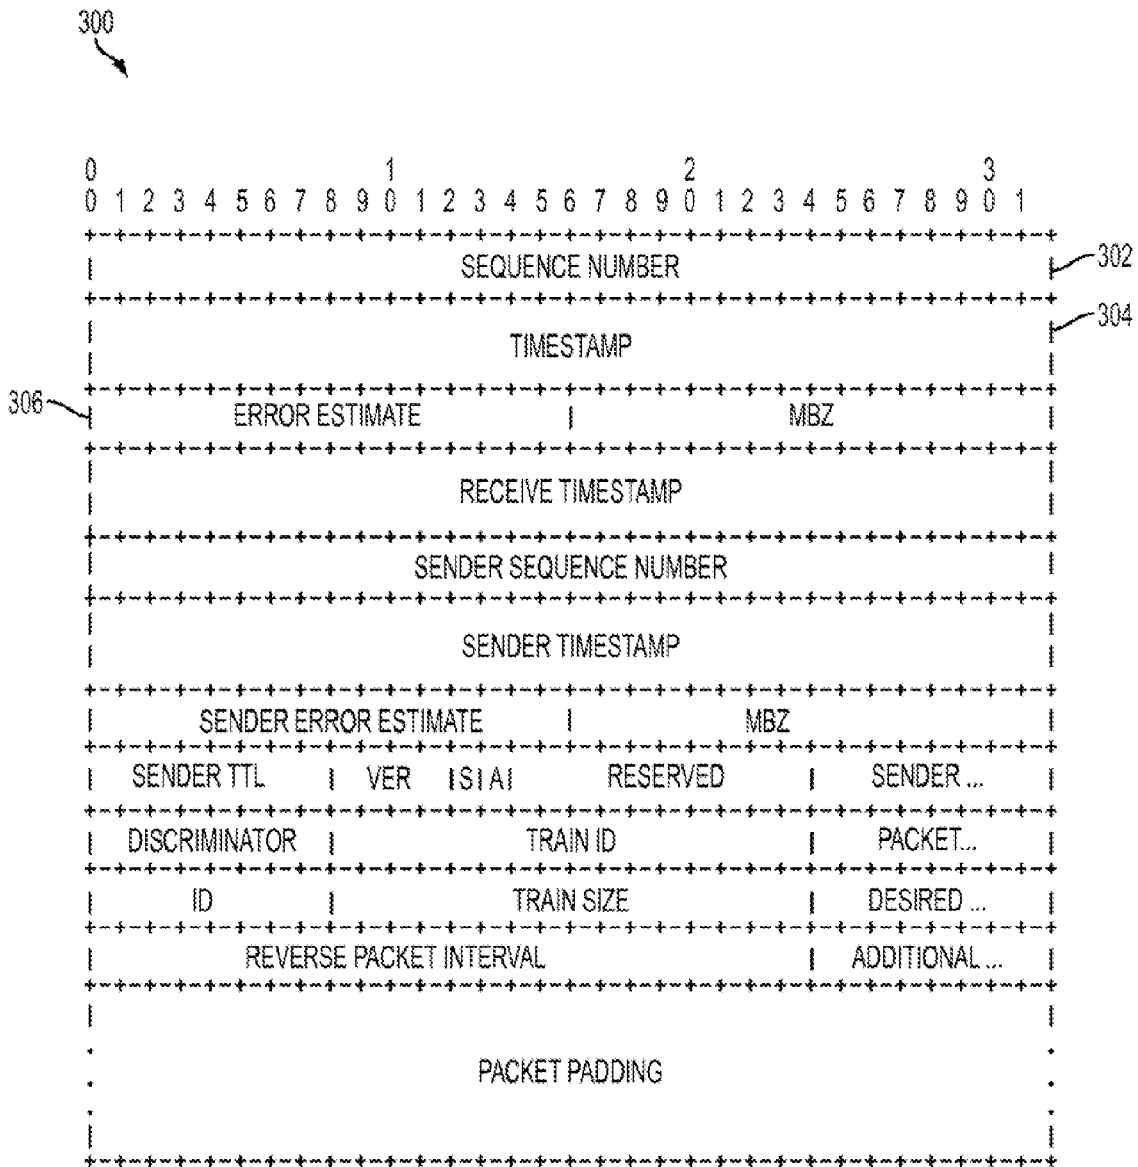 300
0 1 2 3
0 1 2 3 4 5 6 7 8 9 0 1 2 3 4 5 6 7 8 9 0 1 2 3 4 5 6 7 8 9 0 1
+-+-+-+-+-+-+-+-+-+-+-+-+-+-+-+-+-+-+-+-+-+-+-+-+-+-+-+-+-+-+-+-+
| SEQUENCE NUMBER | 302
+-+-+-+-+-+-+-+-+-+-+-+-+-+-+-+-+-+-+-+-+-+-+-+-+-+-+-+-+-+-+-+-+
304
| TIMESTAMP |
+-+-+-+-+-+-+-+-+-+-+-+-+-+-+-+-+-+-+-+-+-+-+-+-+-+-+-+-+-+-+-+-+
306 | ERROR ESTIMATE | MBZ |
+-+-+-+-+-+-+-+-+-+-+-+-+-+-+-+-+-+-+-+-+-+-+-+-+-+-+-+-+-+-+-+-+
| RECEIVE TIMESTAMP |
+-+-+-+-+-+-+-+-+-+-+-+-+-+-+-+-+-+-+-+-+-+-+-+-+-+-+-+-+-+-+-+-+
| SENDER SEQUENCE NUMBER |
+-+-+-+-+-+-+-+-+-+-+-+-+-+-+-+-+-+-+-+-+-+-+-+-+-+-+-+-+-+-+-+-+
| SENDER TIMESTAMP |
+-+-+-+-+-+-+-+-+-+-+-+-+-+-+-+-+-+-+-+-+-+-+-+-+-+-+-+-+-+-+-+-+
| SENDER ERROR ESTIMATE | MBZ |
+-+-+-+-+-+-+-+-+-+-+-+-+-+-+-+-+-+-+-+-+-+-+-+-+-+-+-+-+-+-+-+-+
| SENDER TTL | VER |S|A| RESERVED | SENDER ... |
+-+-+-+-+-+-+-+-+-+-+-+-+-+-+-+-+-+-+-+-+-+-+-+-+-+-+-+-+-+-+-+-+
| DISCRIMINATOR | TRAIN ID | PACKET... |
+-+-+-+-+-+-+-+-+-+-+-+-+-+-+-+-+-+-+-+-+-+-+-+-+-+-+-+-+-+-+-+-+
| ID | TRAIN SIZE | DESIRED ... |
+-+-+-+-+-+-+-+-+-+-+-+-+-+-+-+-+-+-+-+-+-+-+-+-+-+-+-+-+-+-+-+-+
| REVERSE PACKET INTERVAL | ADDITIONAL ... |
+-+-+-+-+-+-+-+-+-+-+-+-+-+-+-+-+-+-+-+-+-+-+-+-+-+-+-+-+-+-+-+-+
PACKET PADDING
+-+-+-+-+-+-+-+-+-+-+-+-+-+-+-+-+-+-+-+-+-+-+-+-+-+-+-+-+-+-+-+-+